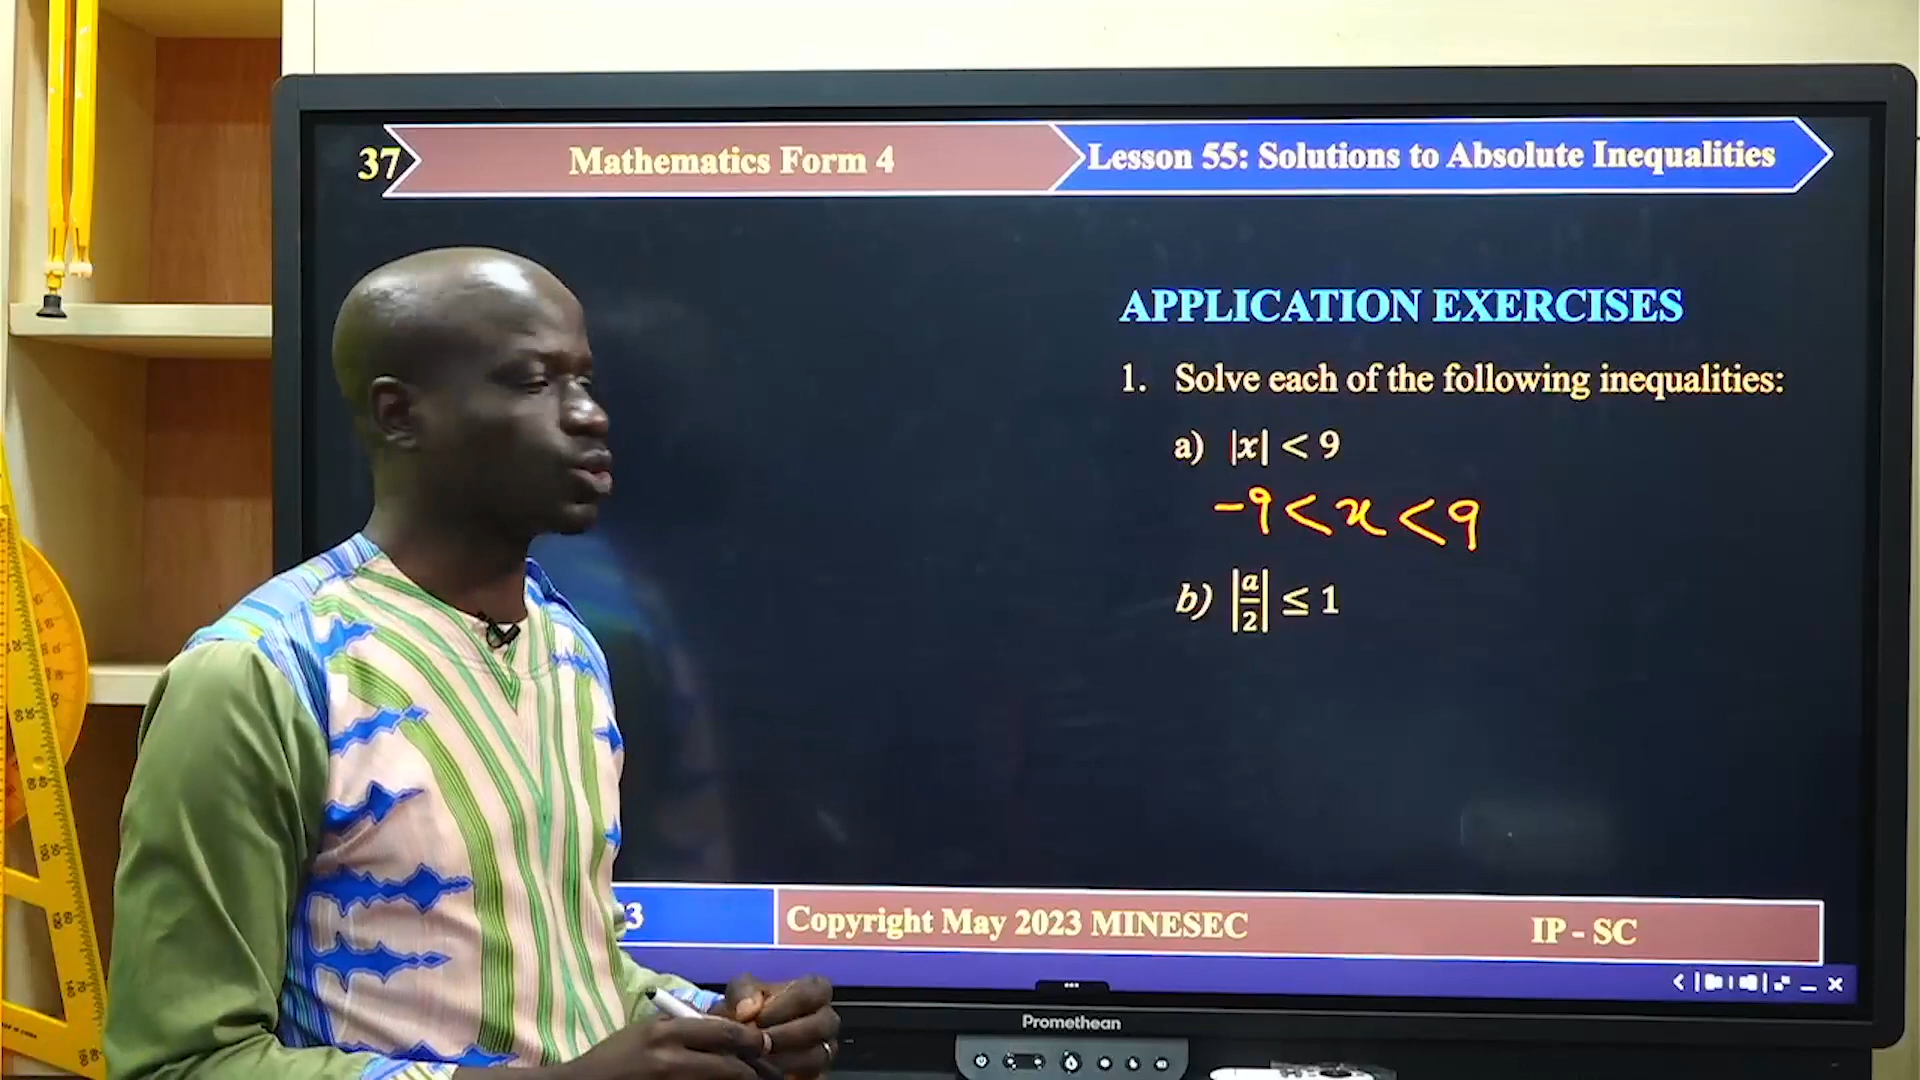 37 Mathematics Form 4 Lesson 55: Solutions to Absolute Inequalities
APPLICATION EXERCISES
1. Solve each of the following inequalities:
a) |x| < 9
-9 < x < 9
b) |a/2| ≤ 1
3 Copyright May 2023 MINESEC IP - SC
Promethean